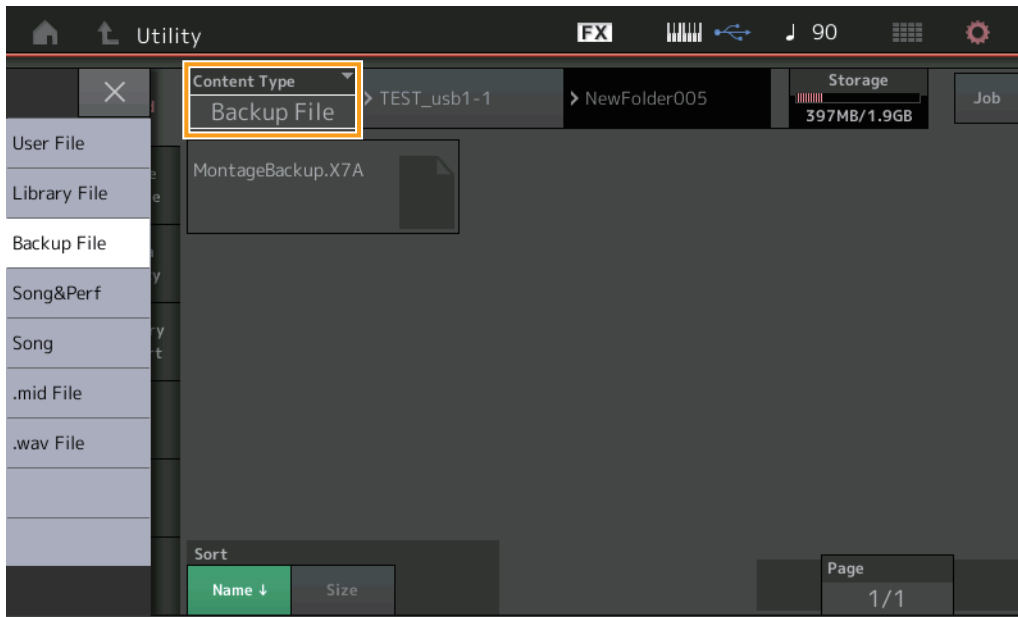 Utility
FX
90
Content Type
Backup File
TEST_usb1-1
NewFolder005
Storage
397MB/1.9GB
Job
User File
Library File
Backup File
Song&Perf
Song
.mid File
.wav File
MontageBackup.X7A
Sort
Name ↓
Size
Page
1/1